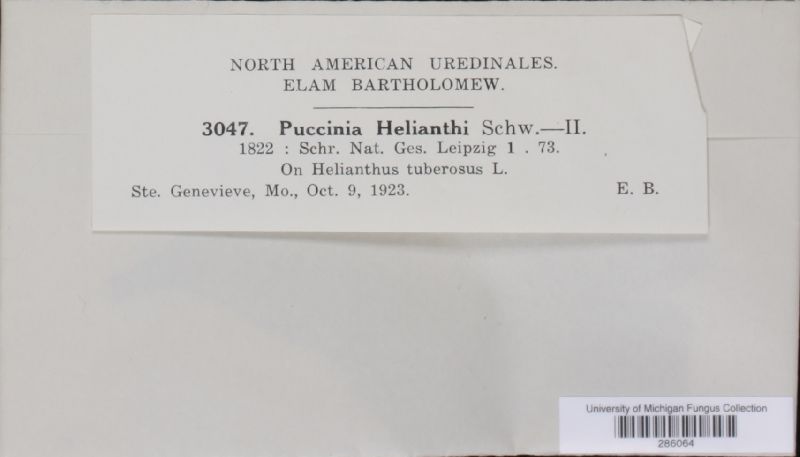 NORTH AMERICAN UREDINALES.
ELAM BARTHOLOMEW.
3047. Puccinia Helianthi Schw.—II.
1822 : Schr. Nat. Ges. Leipzig 1 . 73.
On Helianthus tuberosus L.
Ste. Genevieve, Mo., Oct. 9, 1923. E. B.
University of Michigan Fungus Collection
286064